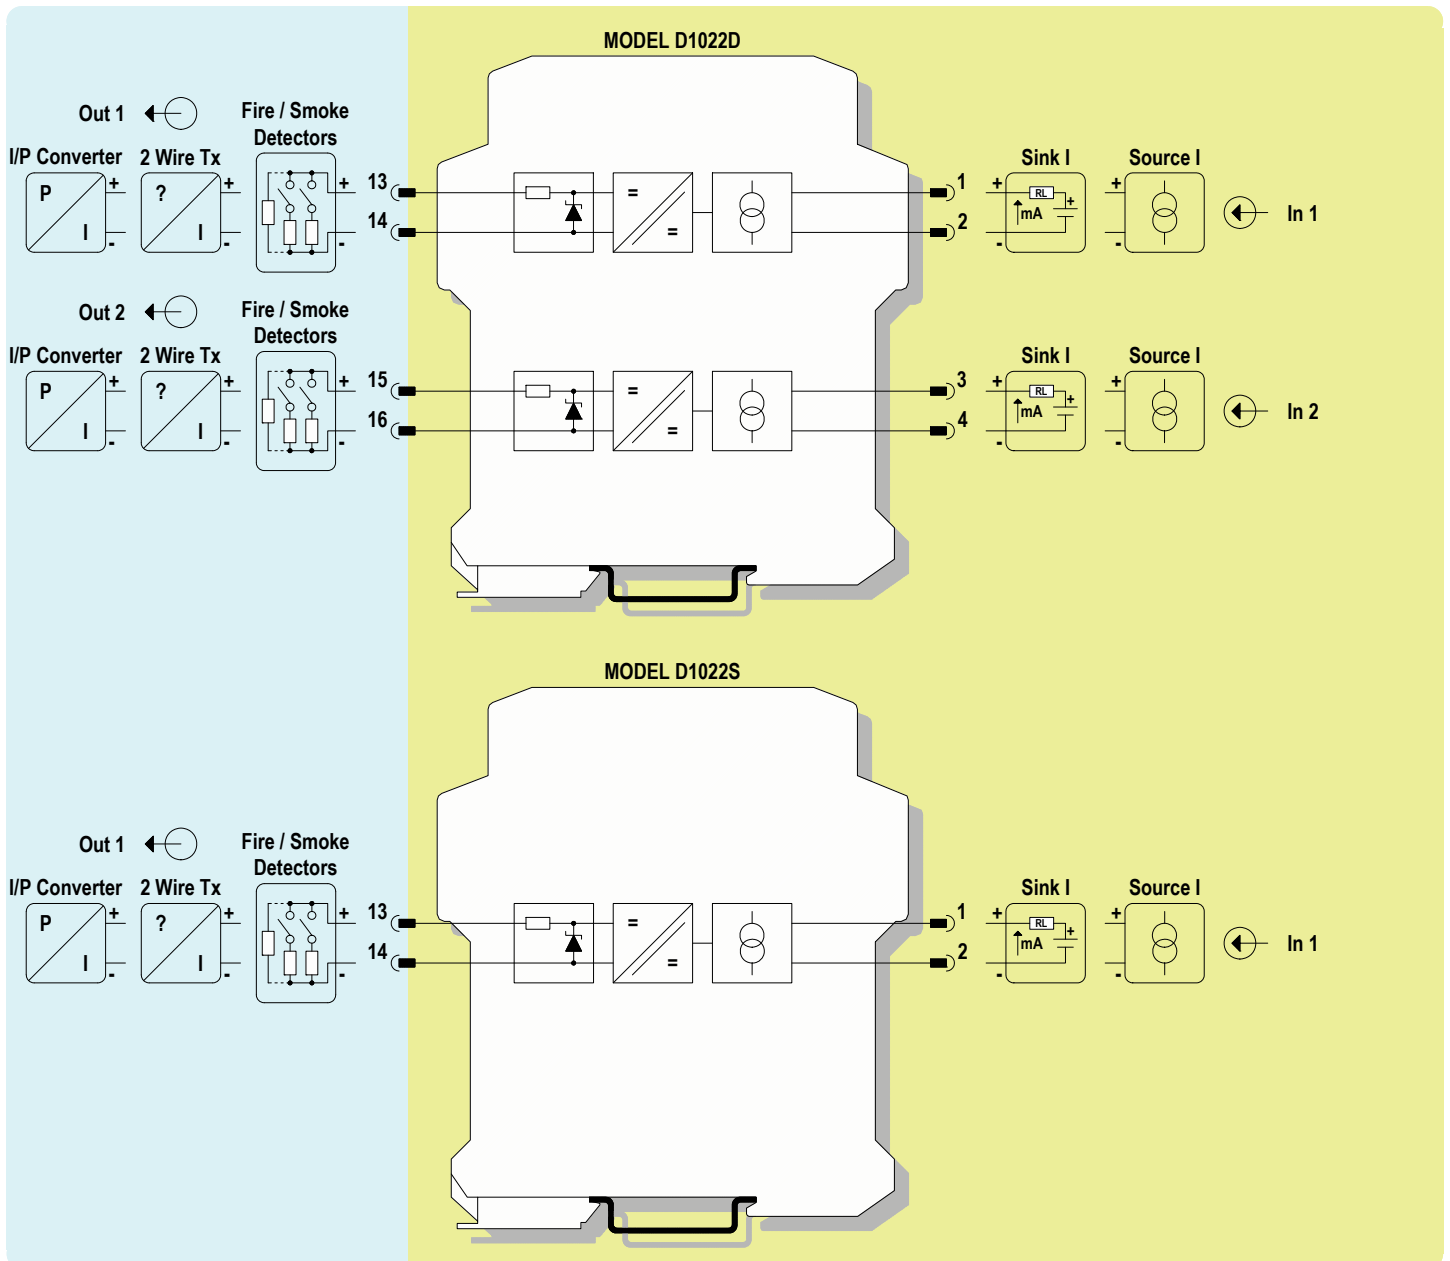 MODEL D1022D
Out 1
Fire / Smoke
Detectors
I/P Converter
2 Wire Tx
Sink I
Source I
P
I
+
-
?
I
+
-
+
-
13
14
=
=
1
2
+
-
RL
mA
+
+
-
In 1
Out 2
Fire / Smoke
Detectors
I/P Converter
2 Wire Tx
Sink I
Source I
P
I
+
-
?
I
+
-
+
-
15
16
=
=
3
4
+
-
RL
mA
+
+
-
In 2
MODEL D1022S
Out 1
Fire / Smoke
Detectors
I/P Converter
2 Wire Tx
Sink I
Source I
P
I
+
-
?
I
+
-
+
-
13
14
=
=
1
2
+
-
RL
mA
+
+
-
In 1